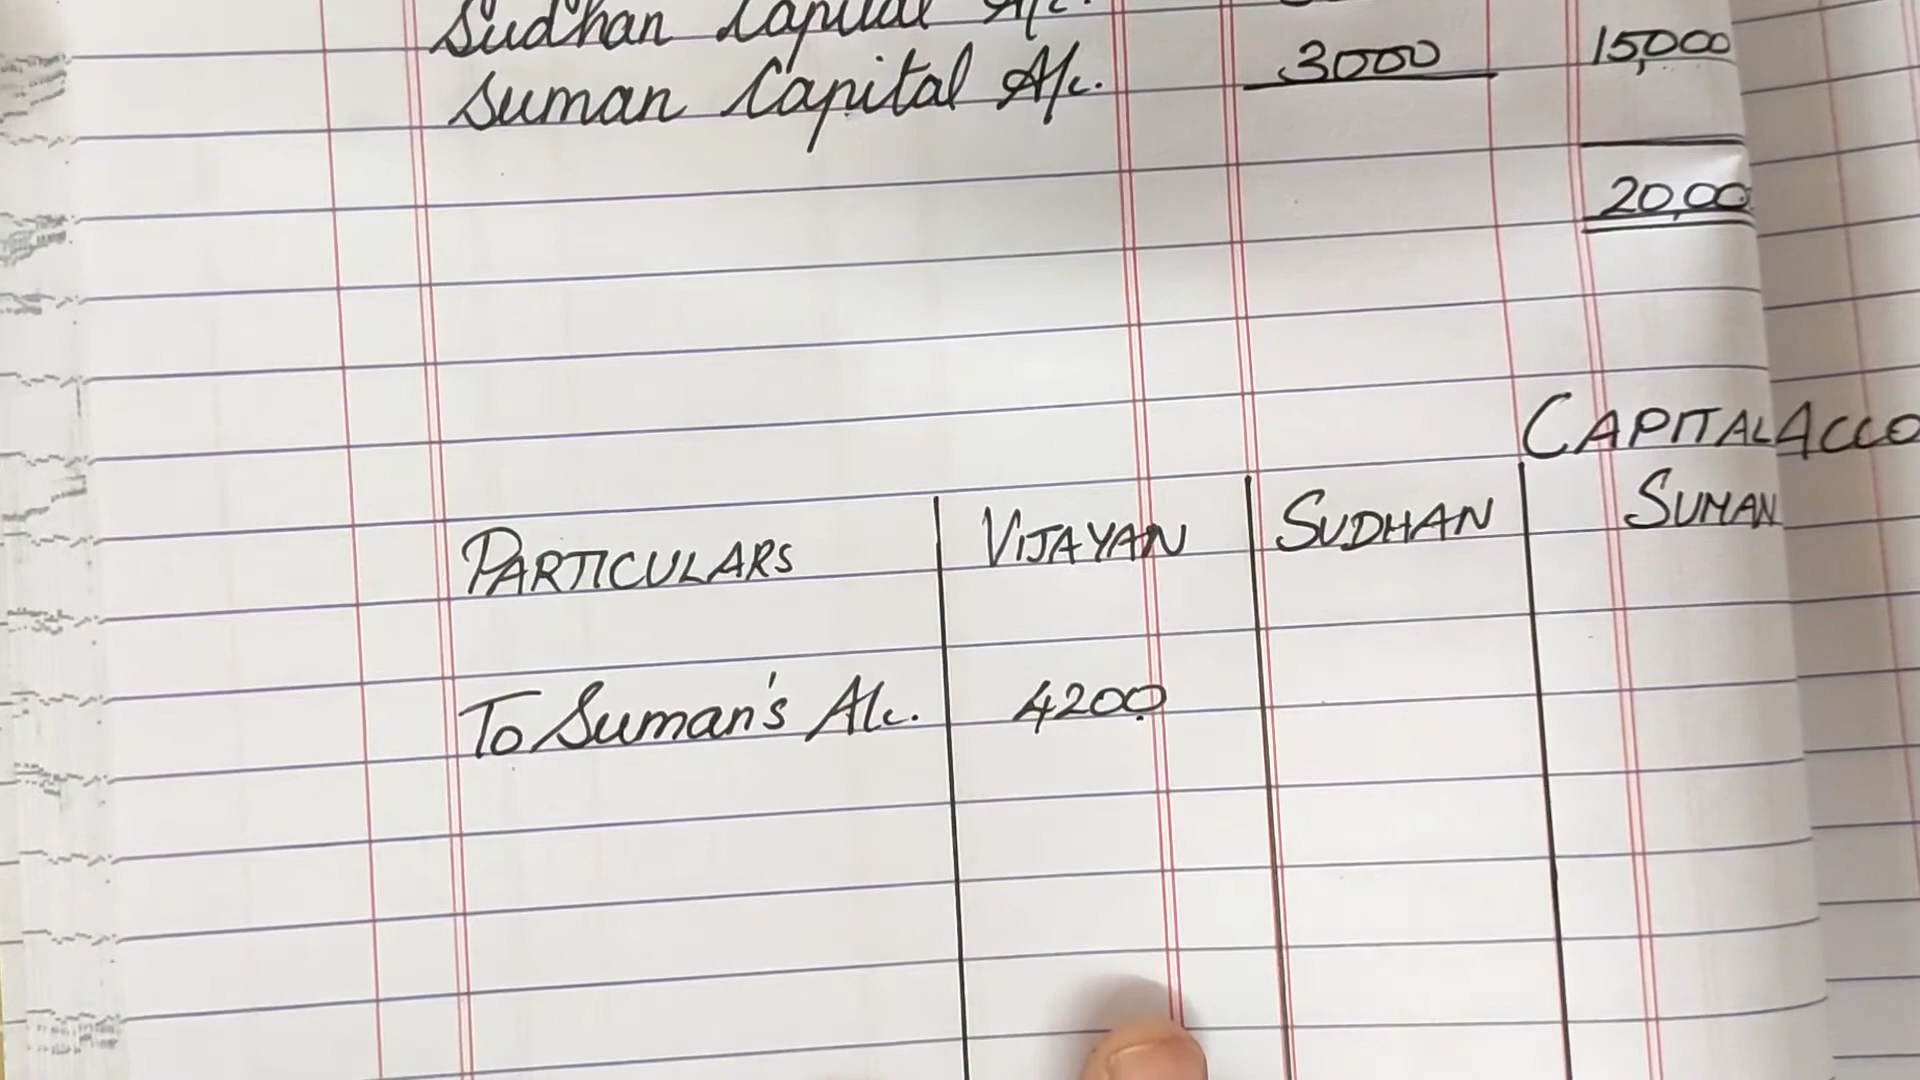 Sudhan Capital A/c.
Suman Capital A/c. 3000 15,000
20,00
CAPITAL ACCO
PARTICULARS VIJAYAN SUDHAN SUMAN
To Suman's A/c. 4200